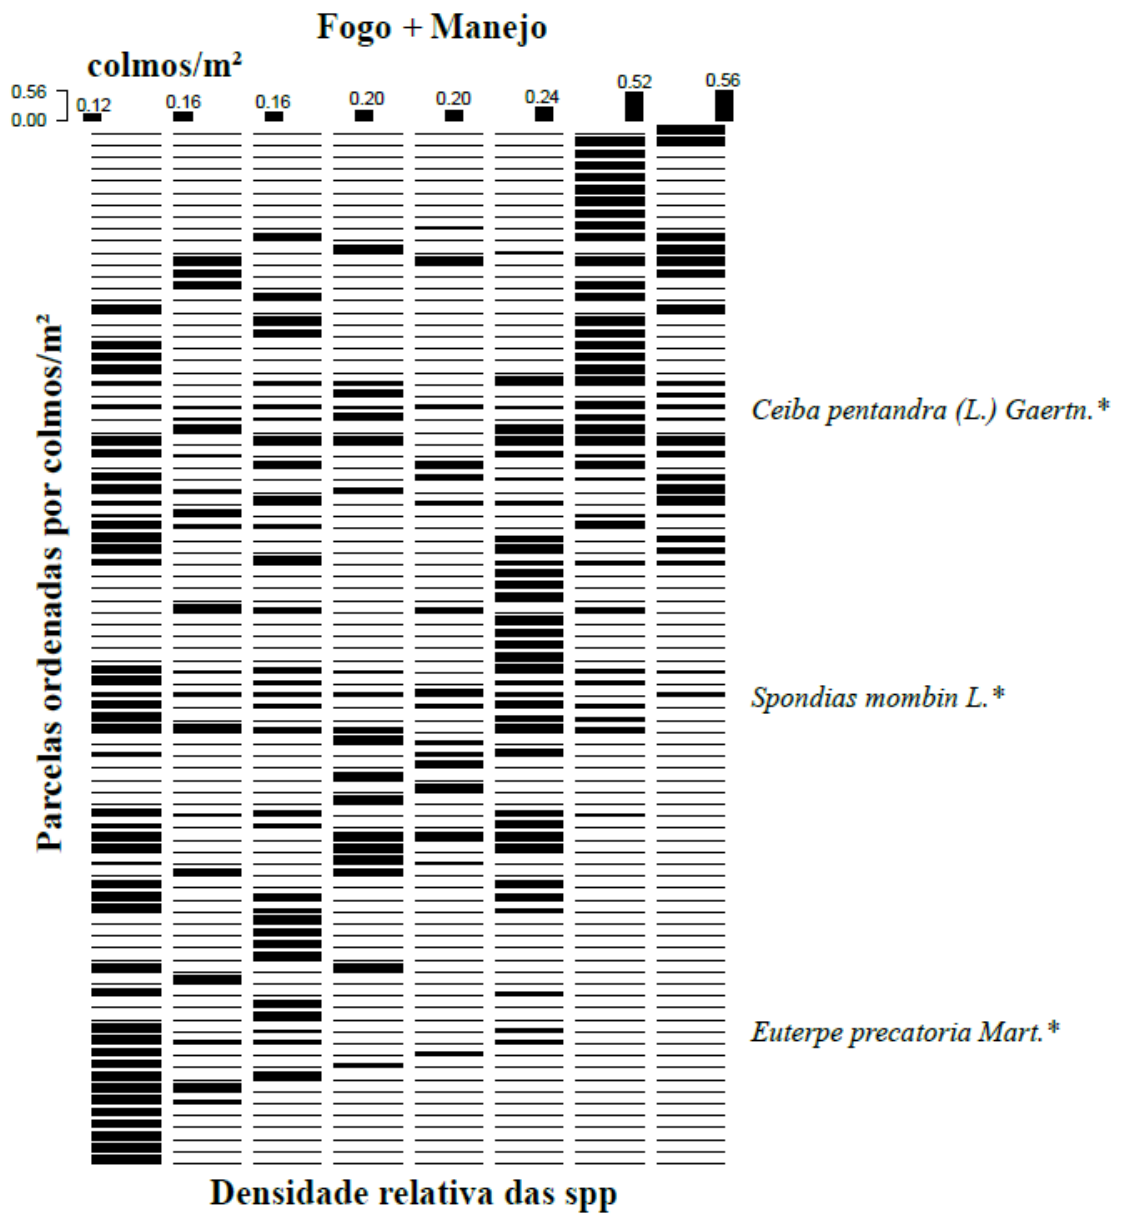 Fogo + Manejo
colmos/m²
0.56
0.00
0.12 0.16 0.16 0.20 0.20 0.24 0.52 0.56
Parcelas ordenadas por colmos/m²
Ceiba pentandra (L.) Gaertn.*
Spondias mombin L.*
Euterpe precatoria Mart.*
Densidade relativa das spp